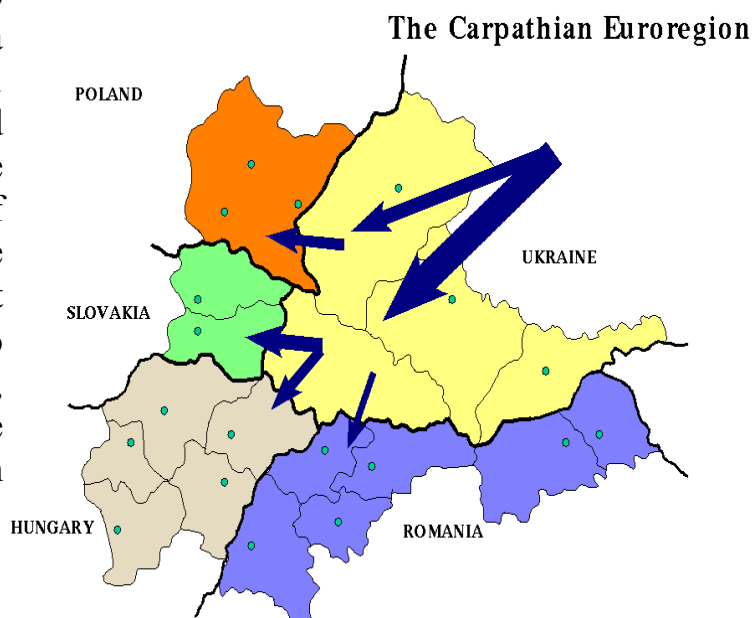 The Carpathian Euroregion
POLAND
UKRAINE
SLOVAKIA
HUNGARY
ROMANIA